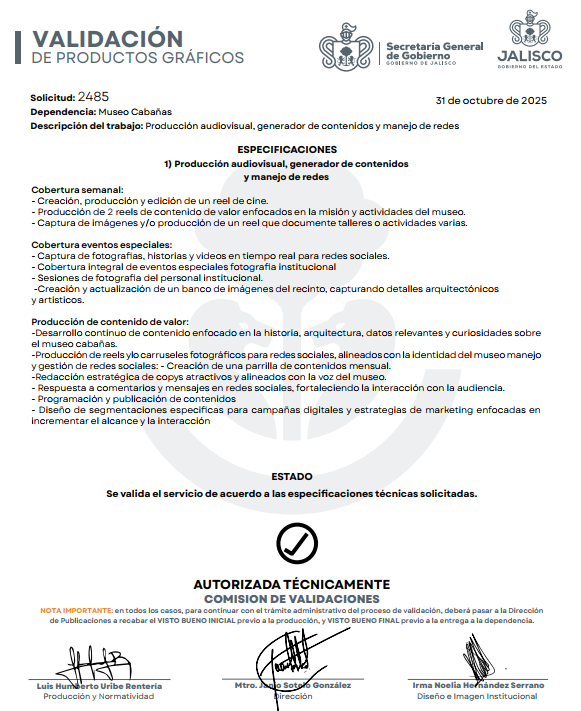 VALIDACIÓN
DE PRODUCTOS GRÁFICOS
Secretaría General
de Gobierno
GOBIERNO DE JALISCO
JALISCO
GOBIERNO DEL ESTADO
Solicitud: 2485
31 de octubre de 2025
Dependencia: Museo Cabañas
Descripción del trabajo: Producción audiovisual, generador de contenidos y manejo de redes
ESPECIFICACIONES
1) Producción audiovisual, generador de contenidos
y manejo de redes
Cobertura semanal:
- Creación, producción y edición de un reel de cine.
- Producción de 2 reels de contenido de valor enfocados en la misión y actividades del museo.
- Captura de imágenes y/o producción de un reel que documente talleres o actividades varias.
Cobertura eventos especiales:
- Captura de fotografías, historias y videos en tiempo real para redes sociales.
- Cobertura integral de eventos especiales fotografía institucional
- Sesiones de fotografía del personal institucional.
-Creación y actualización de un banco de imágenes del recinto, capturando detalles arquitectónicos
y artísticos.
Producción de contenido de valor:
-Desarrollo continuo de contenido enfocado en la historia, arquitectura, datos relevantes y curiosidades sobre
el museo cabañas.
-Producción de reels ylo carruseles fotográficos para redes sociales, alineados con la identidad del museo manejo
y gestión de redes sociales: - Creación de una parrilla de contenidos mensual.
-Redacción estratégica de copys atractivos y alineados con la voz del museo.
- Respuesta a comentarios y mensajes en redes sociales, fortaleciendo la interacción con la audiencia.
- Programación y publicación de contenidos
- Diseño de segmentaciones especificas para campañas digitales y estrategias de marketing enfocadas en
incrementar el alcance y la interacción
ESTADO
Se valida el servicio de acuerdo a las especificaciones técnicas solicitadas.
AUTORIZADA TÉCNICAMENTE
COMISION DE VALIDACIONES
NOTA IMPORTANTE: en todos los casos, para continuar con el trámite administrativo del proceso de validación, deberá pasar a la Dirección
de Publicaciones a recabar el VISTO BUENO INICIAL previo a la producción, y VISTO BUENO FINAL previo a la entrega a la dependencia.
Luis Humberto Uribe Rentería
Producción y Normatividad
Mtro. Janio Sotelo González
Dirección
Irma Noelia Hernández Serrano
Diseño e Imagen Institucional